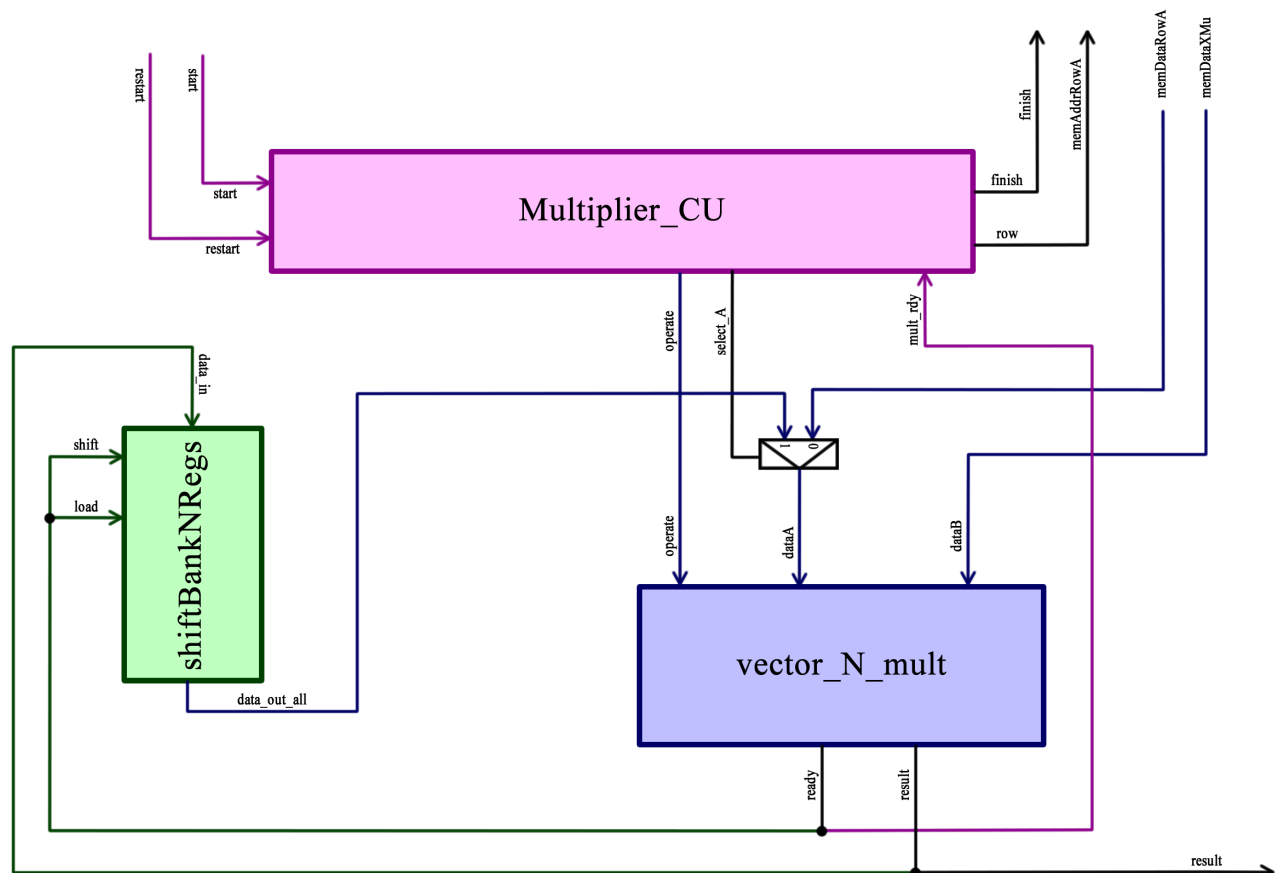 restart
start
finish
memAddrRowA
memDataRowA
memDataXMu
start
restart
Multiplier_CU
finish
row
operate
select_A
mult_rdy
data_in
shift
load
shiftBankNRegs
1
0
operate
dataA
dataB
vector_N_mult
data_out_all
ready
result
result